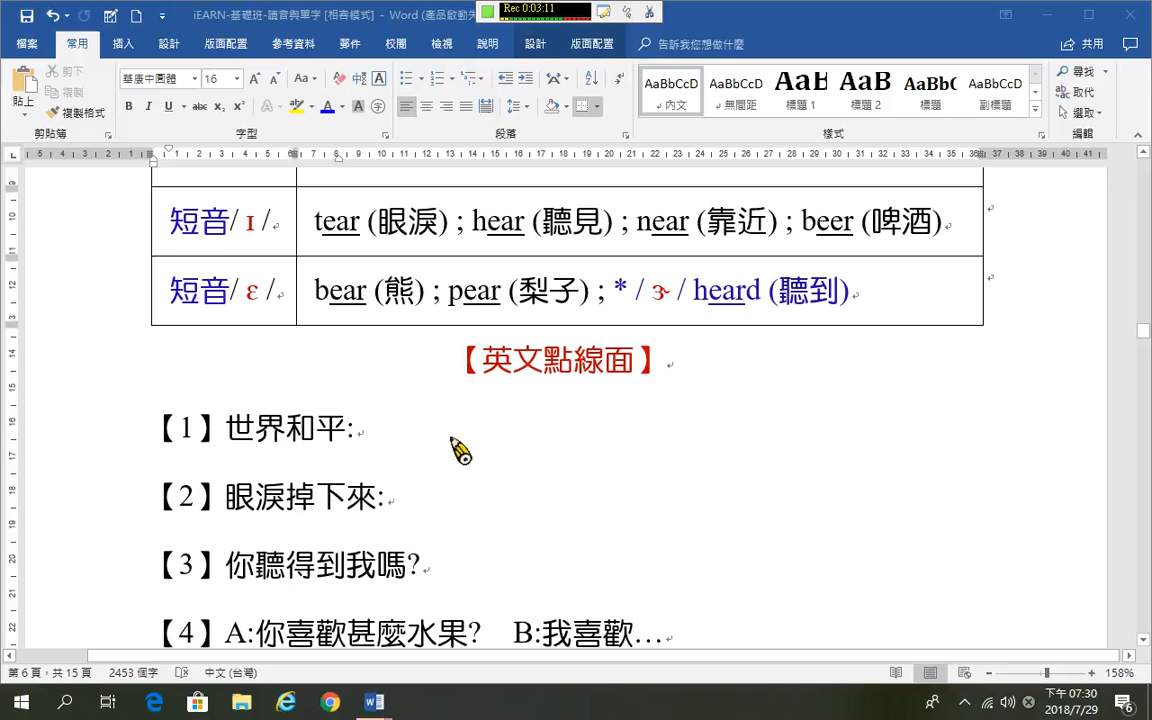 iEARN-基礎班-讀音與單字 [相容模式] - Word (產品啟動失
Rec 0:03:11
檔案 常用 插入 設計 版面配置 參考資料 郵件 校閱 檢視 說明 設計 版面配置 告訴我您想做什麼 共用
貼上 剪下 複製 複製格式 剪貼簿
華康中圓體 16 字型
段落
AaBbCcD 內文 AaBbCcD 無間距 AaBb 標題 1 AaB 標題 2 AaBb( 標題 AaBbCcD 副標題 樣式
尋找 取代 選取 編輯
短音/ ɪ / tear (眼淚) ; hear (聽見) ; near (靠近) ; beer (啤酒)
短音/ ε / bear (熊) ; pear (梨子) ; * / ɝ / heard (聽到)
【英文點線面】
【1】世界和平:
【2】眼淚掉下來:
【3】你聽得到我嗎?
【4】A:你喜歡甚麼水果? B:我喜歡…
第 6 頁，共 15 頁 2453 個字 中文 (台灣) 158%
下午 07:30
2018/7/29
6